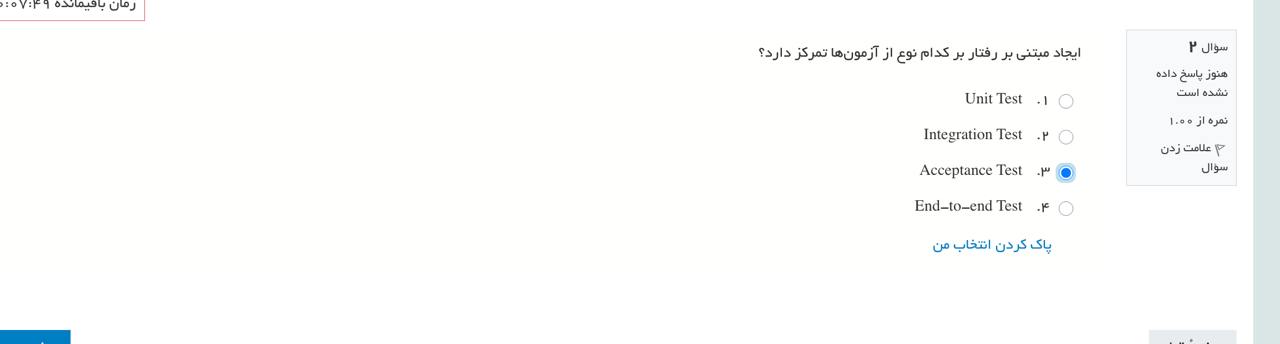 زمان باقیمانده ۰:۰۷:۴۹
سؤال ۲
هنوز پاسخ داده
نشده است
نمره از ۱.۰۰
علامت زدن
سؤال
ایجاد مبتنی بر رفتار بر کدام نوع از آزمون‌ها تمرکز دارد؟
۱. Unit Test
۲. Integration Test
۳. Acceptance Test
۴. End-to-end Test
پاک کردن انتخاب من